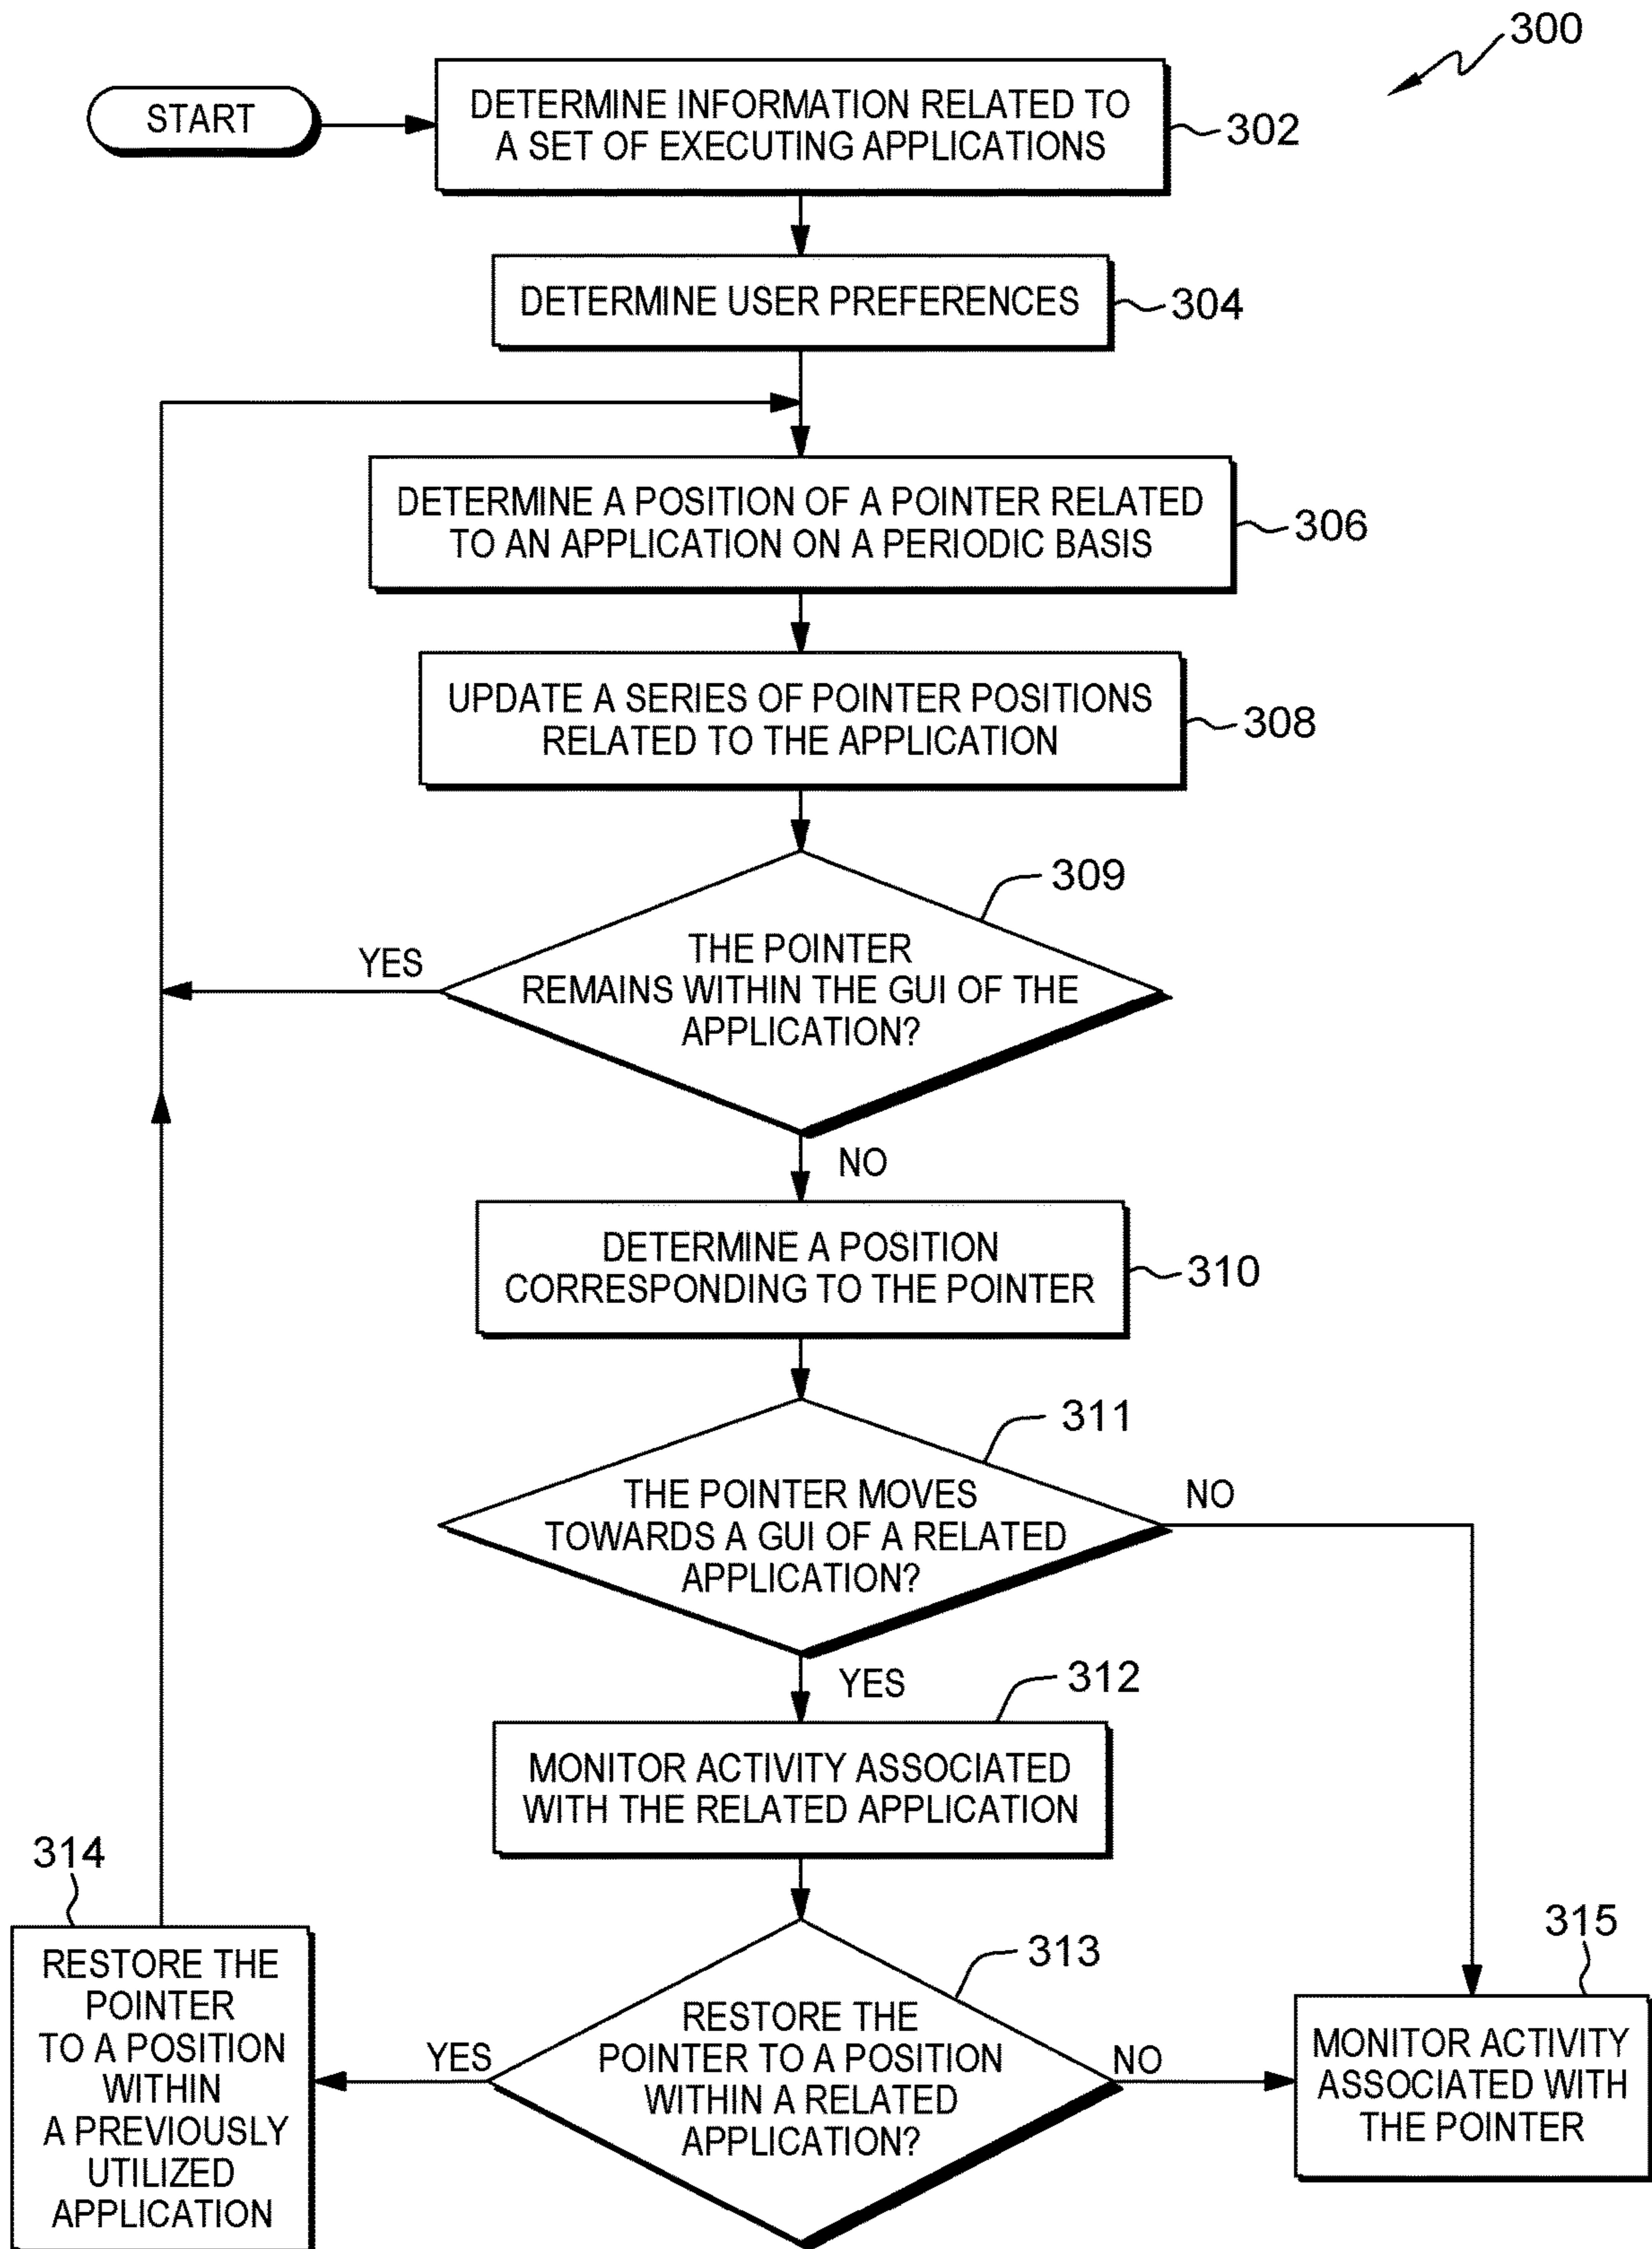 300
START
DETERMINE INFORMATION RELATED TO
A SET OF EXECUTING APPLICATIONS
302
DETERMINE USER PREFERENCES
304
DETERMINE A POSITION OF A POINTER RELATED
TO AN APPLICATION ON A PERIODIC BASIS
306
UPDATE A SERIES OF POINTER POSITIONS
RELATED TO THE APPLICATION
308
309
THE POINTER
REMAINS WITHIN THE GUI OF THE
APPLICATION?
YES
NO
DETERMINE A POSITION
CORRESPONDING TO THE POINTER
310
311
THE POINTER MOVES
TOWARDS A GUI OF A RELATED
APPLICATION?
NO
YES
312
MONITOR ACTIVITY ASSOCIATED
WITH THE RELATED APPLICATION
313
RESTORE THE
POINTER TO A POSITION
WITHIN A RELATED
APPLICATION?
YES
NO
314
RESTORE THE
POINTER
TO A POSITION
WITHIN
A PREVIOUSLY
UTILIZED
APPLICATION
315
MONITOR ACTIVITY
ASSOCIATED WITH
THE POINTER